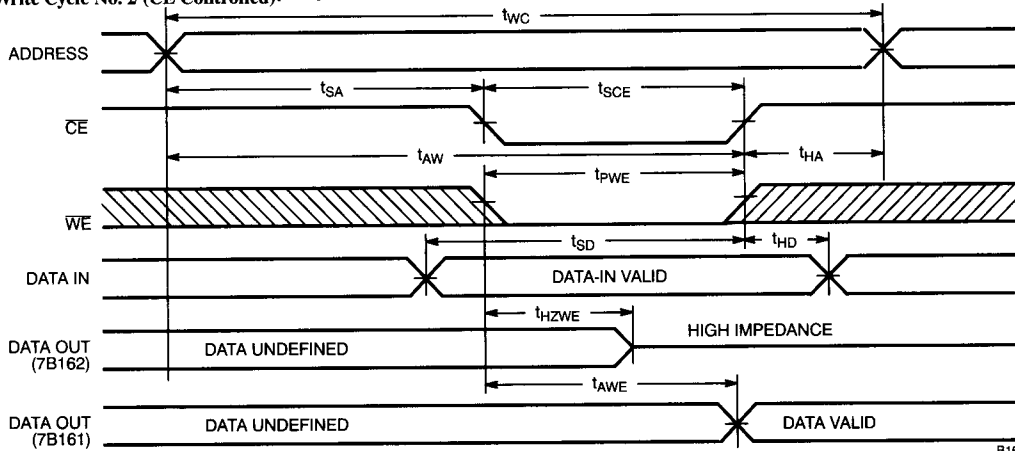 Write Cycle No. 2 (CE Controlled).
tWC
ADDRESS
tSA
tSCE
CE
tAW
tHA
tPWE
WE
tSD
tHD
DATA IN
DATA-IN VALID
tHZWE
HIGH IMPEDANCE
DATA OUT
(7B162)
DATA UNDEFINED
tAWE
DATA OUT
(7B161)
DATA UNDEFINED
DATA VALID